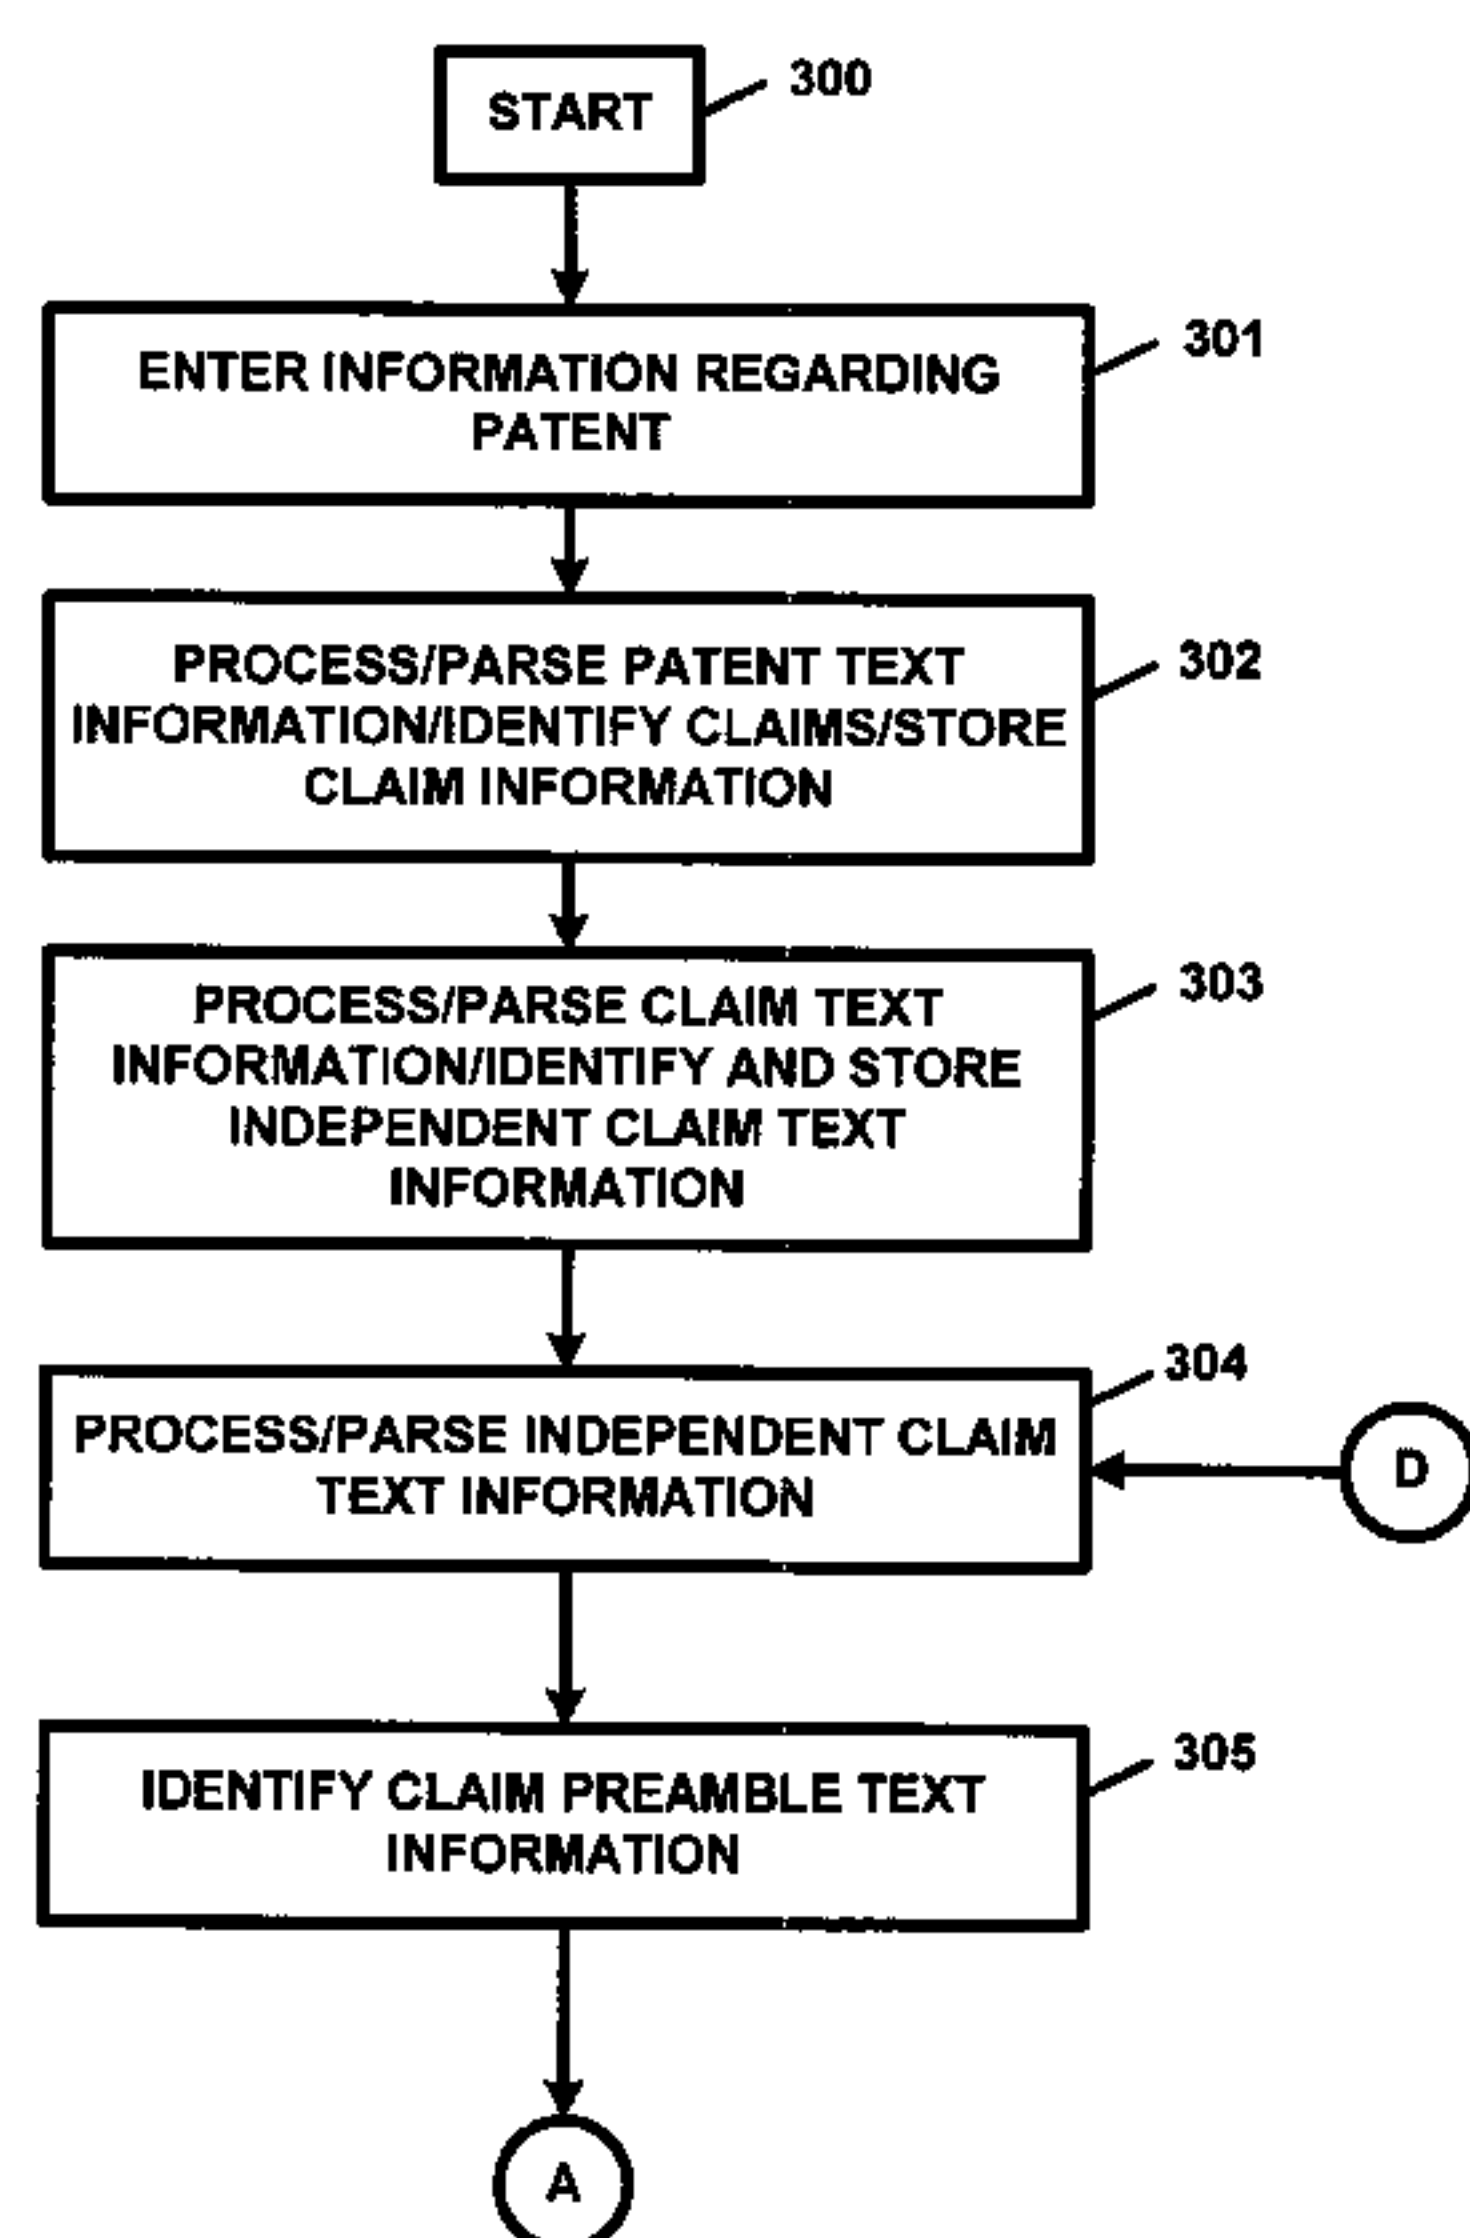 START
300
ENTER INFORMATION REGARDING
PATENT
301
PROCESS/PARSE PATENT TEXT
INFORMATION/IDENTIFY CLAIMS/STORE
CLAIM INFORMATION
302
PROCESS/PARSE CLAIM TEXT
INFORMATION/IDENTIFY AND STORE
INDEPENDENT CLAIM TEXT
INFORMATION
303
PROCESS/PARSE INDEPENDENT CLAIM
TEXT INFORMATION
304
D
IDENTIFY CLAIM PREAMBLE TEXT
INFORMATION
305
A